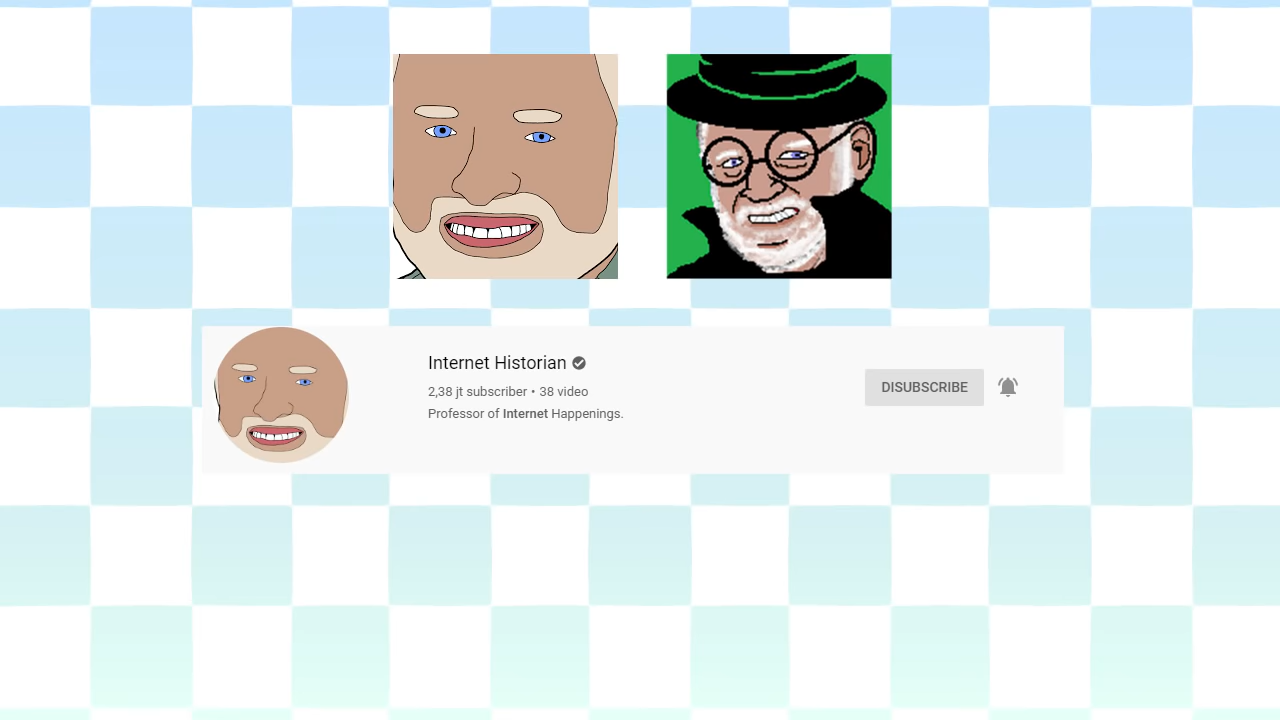 Internet Historian
2,38 jt subscriber • 38 video
Professor of Internet Happenings.
DISUBSCRIBE